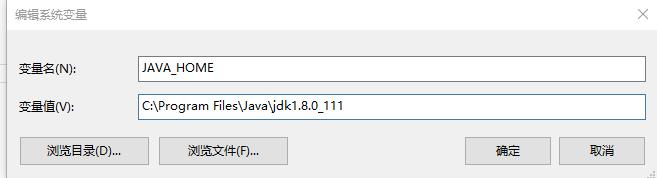 编辑系统变量
变量名(N):
JAVA_HOME
变量值(V):
C:\Program Files\Java\jdk1.8.0_111
浏览目录(D)... 浏览文件(F)... 确定 取消